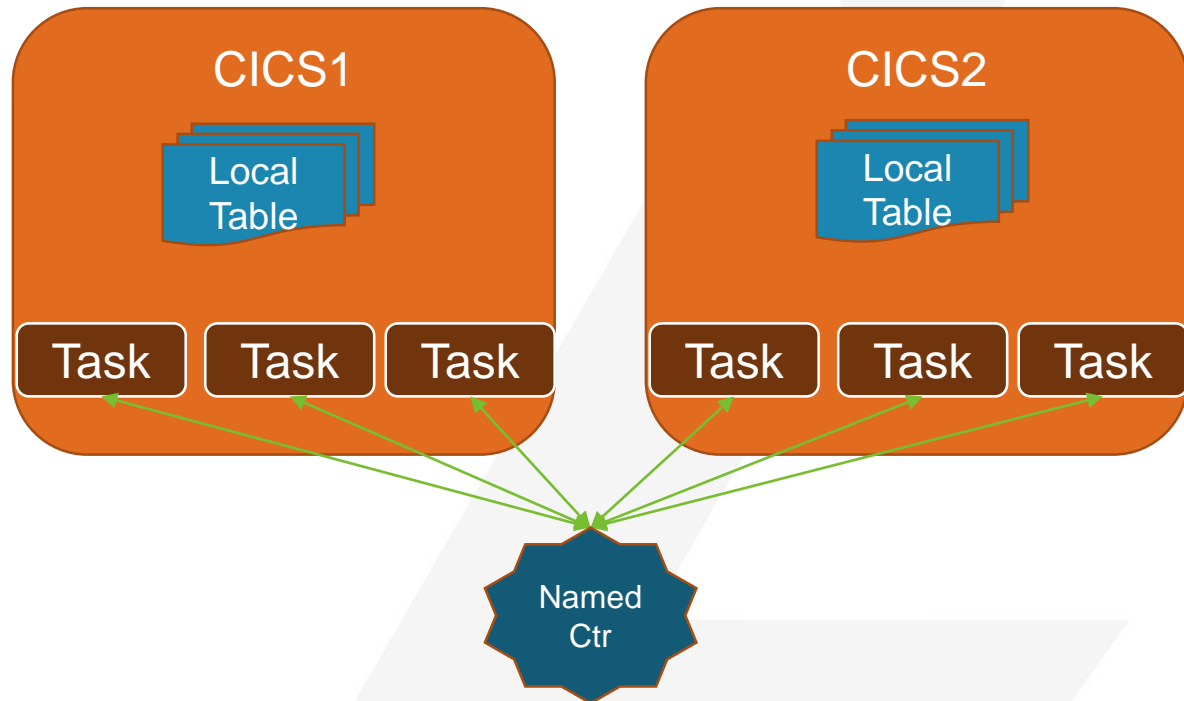 CICS1
Local
Table
Task
Task
Task
CICS2
Local
Table
Task
Task
Task
Named
Ctr